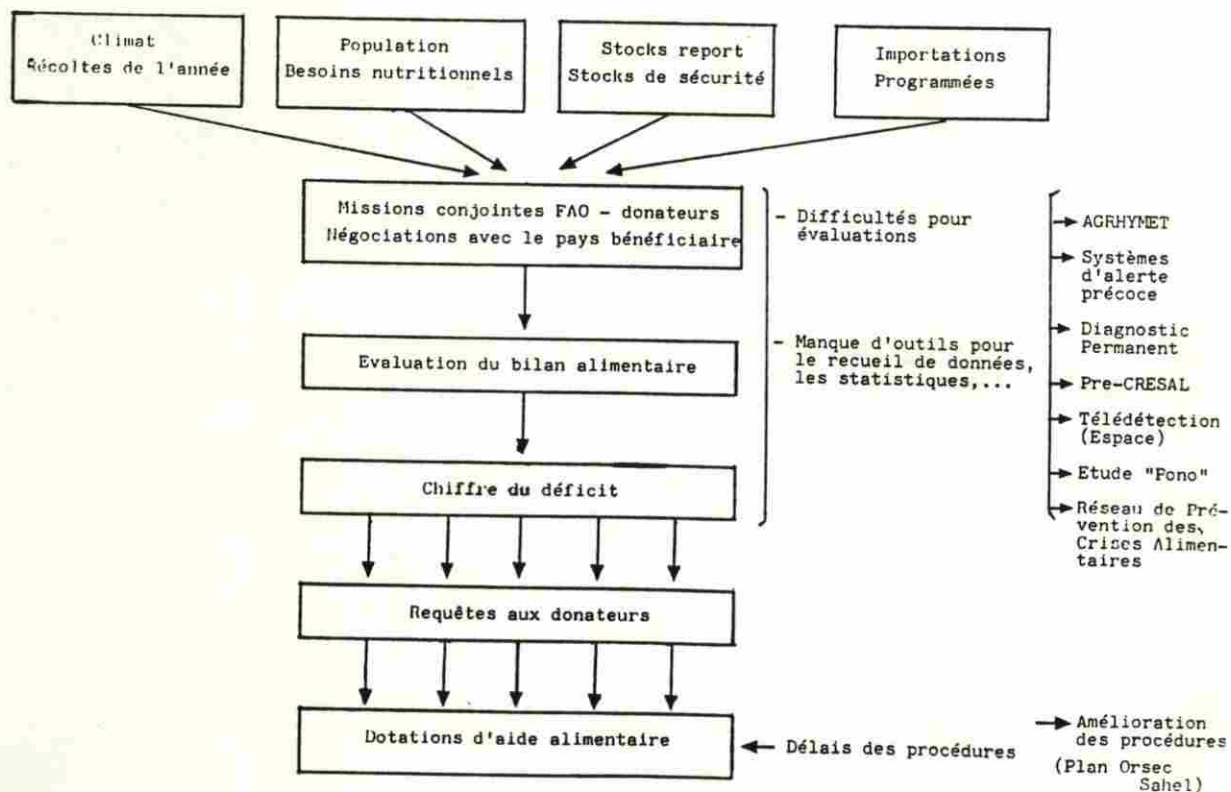 Climat
Récoltes de l'année
Population
Besoins nutritionnels
Stocks report
Stocks de sécurité
Importations
Programmées
Missions conjointes FAO - donateurs
Négociations avec le pays bénéficiaire
- Difficultés pour
évaluations
Evaluation du bilan alimentaire
- Manque d'outils pour
le recueil de données,
les statistiques,...
Chiffre du déficit
AGRHYMET
Systèmes
d'alerte
précoce
Diagnostic
Permanent
Pre-CRESAL
Télédétection
(Espace)
Etude "Pono"
Réseau de Pré-
vention des
Crises Alimen-
taires
Requêtes aux donateurs
Dotations d'aide alimentaire
Délais des procédures
Amélioration
des procédures
(Plan Orsec
Sahel)